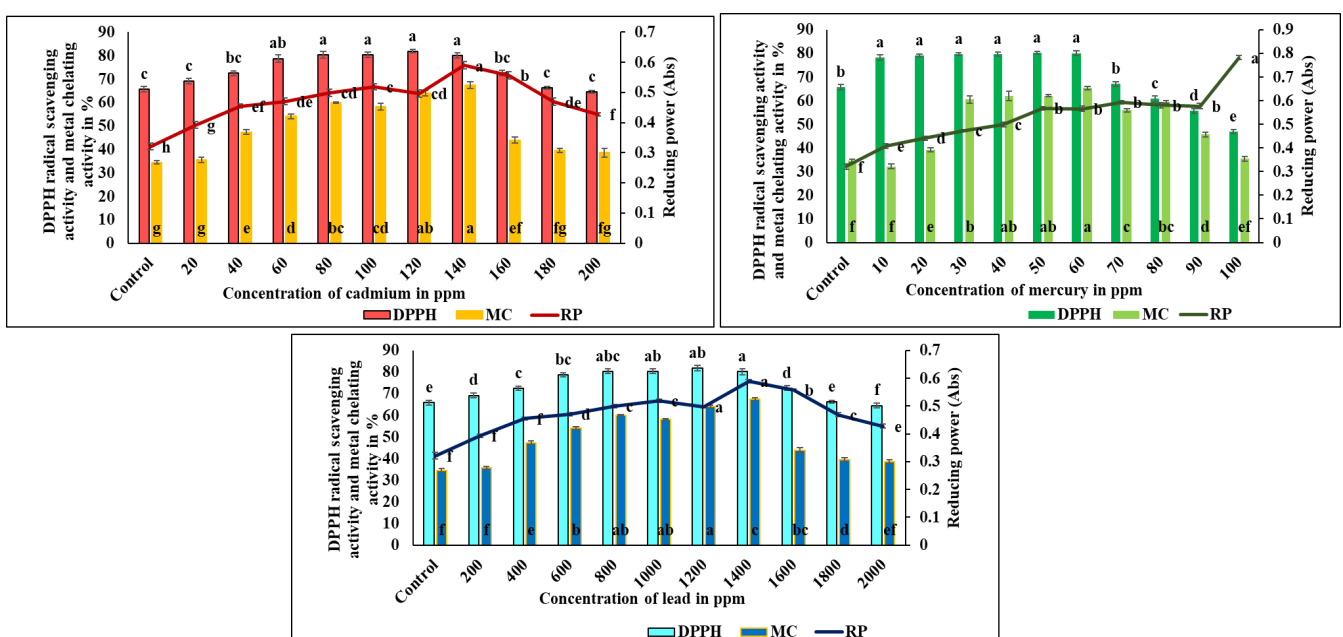 90
80
70
60
50
40
30
20
10
0
DPPH radical scavenging
activity and metal chelating
activity in %
c c bc ab a a a a bc c c
h g ef de cd c cd a b de f
g g e d bc cd ab a ef fg fg
0.7
0.6
0.5
0.4
0.3
0.2
0.1
0
Reducing power (Abs)
Control 20 40 60 80 100 120 140 160 180 200
Concentration of cadmium in ppm
DPPH MC RP
90
80
70
60
50
40
30
20
10
0
DPPH radical scavenging activity
and metal chelating activity in %
b a a a a a a b c d e
f e d c c b b b b b a
f f e b ab ab a c bc d ef
0.9
0.8
0.7
0.6
0.5
0.4
0.3
0.2
0.1
0
Reducing power (Abs)
Control 10 20 30 40 50 60 70 80 90 100
Concentration of mercury in ppm
DPPH MC RP
90
80
70
60
50
40
30
20
10
0
DPPH radical scavenging
activity and metal chelating
activity in %
e d c bc abc ab ab a d e f
f f f d c c a a b c e
f f e b ab ab a c bc d ef
0.7
0.6
0.5
0.4
0.3
0.2
0.1
0
Reducing power (Abs)
Control 200 400 600 800 1000 1200 1400 1600 1800 2000
Concentration of lead in ppm
DPPH MC RP